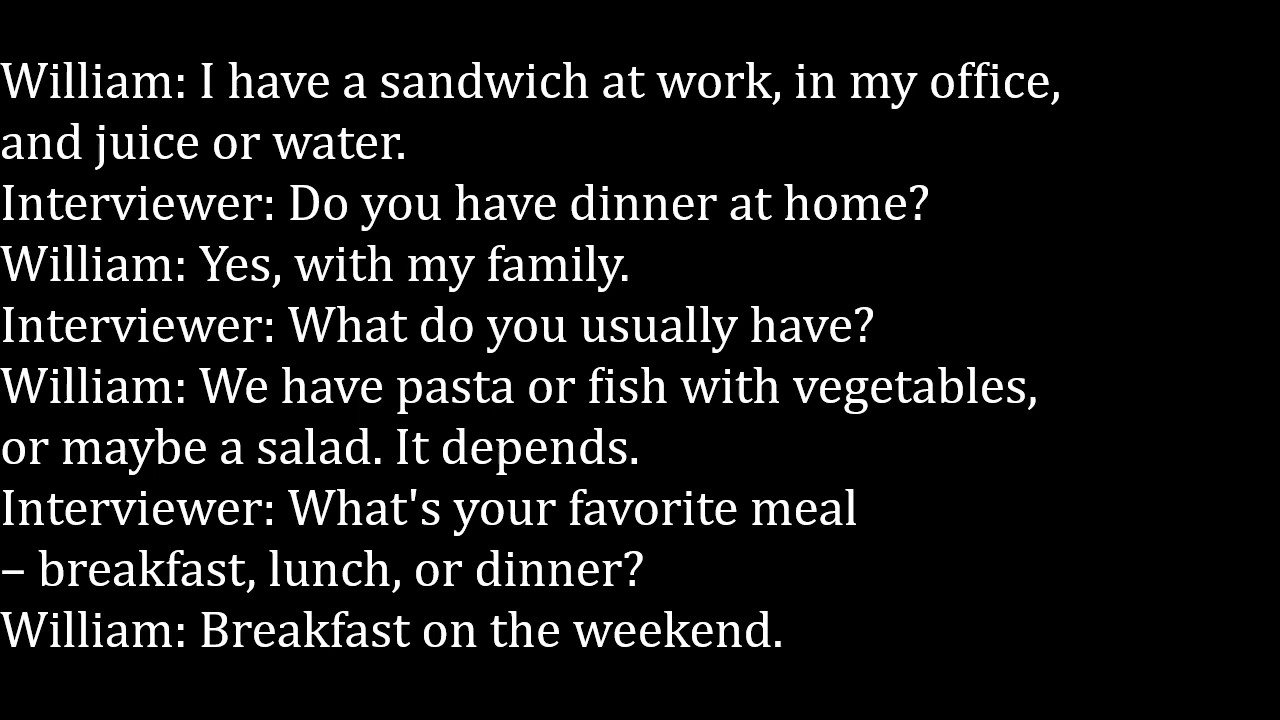 William: I have a sandwich at work, in my office,
and juice or water.
Interviewer: Do you have dinner at home?
William: Yes, with my family.
Interviewer: What do you usually have?
William: We have pasta or fish with vegetables,
or maybe a salad. It depends.
Interviewer: What's your favorite meal
– breakfast, lunch, or dinner?
William: Breakfast on the weekend.